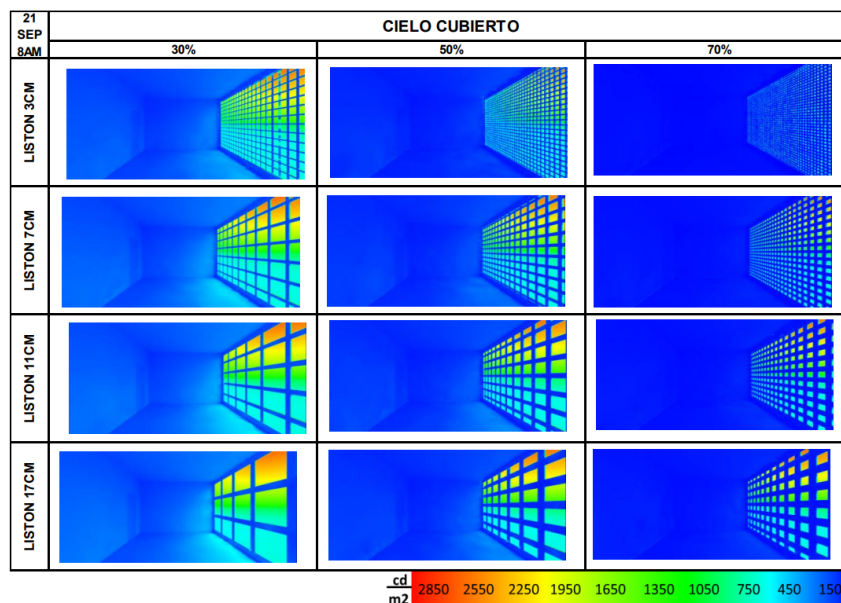 21
SEP
8AM
CIELO CUBIERTO
30%
50%
70%
LISTON 3CM
LISTON 7CM
LISTON 11CM
LISTON 17CM
cd
m2
2850 2550 2250 1950 1650 1350 1050 750 450 150